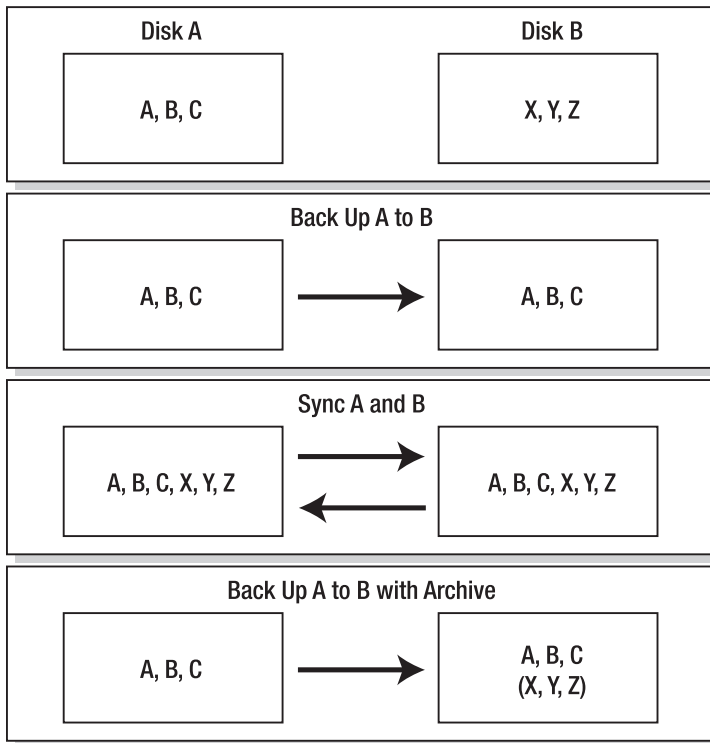 Disk A
Disk B
A, B, C
X, Y, Z
Back Up A to B
A, B, C
A, B, C
Sync A and B
A, B, C, X, Y, Z
A, B, C, X, Y, Z
Back Up A to B with Archive
A, B, C
A, B, C
(X, Y, Z)